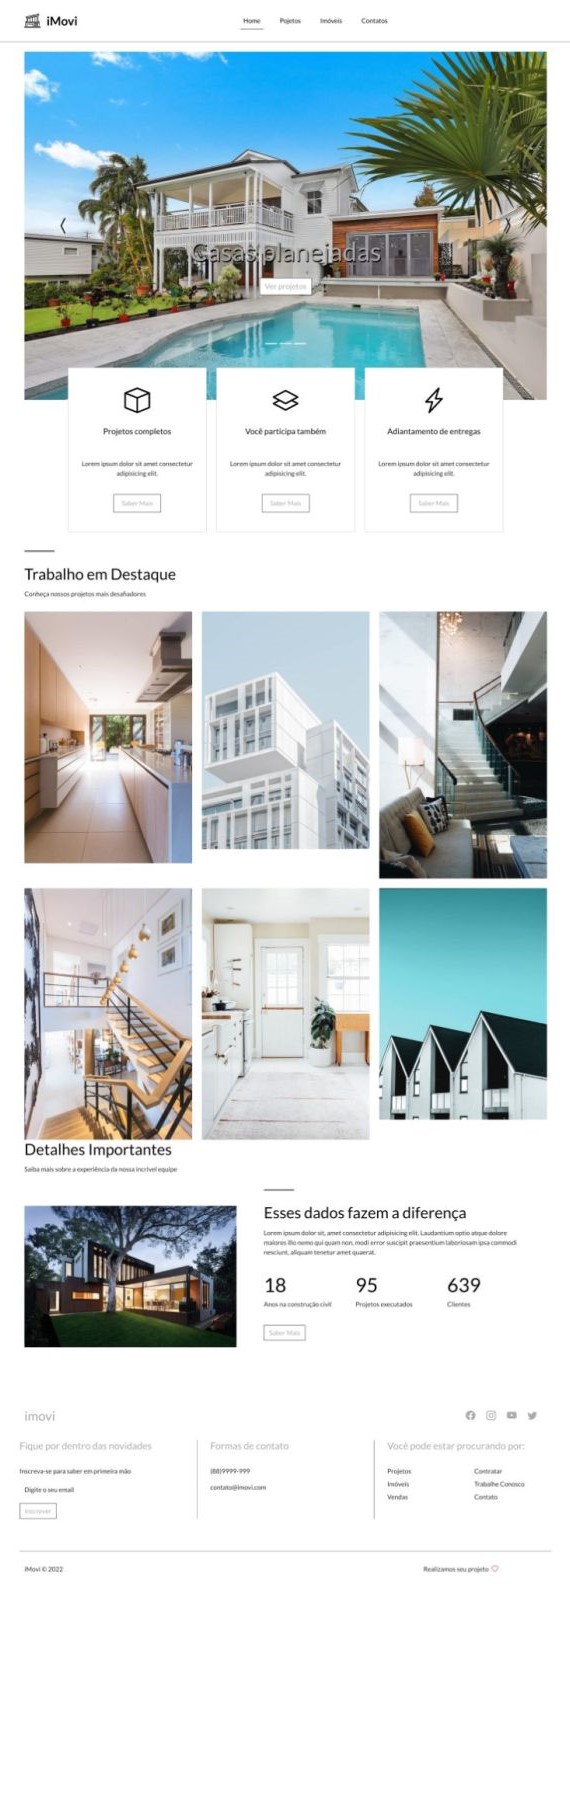 iMovi
Home Pojetos Imóveis Contatos
Casas planejadas
Ver projetos
Projetos completos
Lorem ipsum dolor sit amet consectetur
adipisicing elit.
Saber Mais
Você participa também
Lorem ipsum dolor sit amet consectetur
adipisicing elit.
Saber Mais
Adiantamento de entregas
Lorem ipsum dolor sit amet consectetur
adipisicing elit.
Saber Mais
Trabalho em Destaque
Conheça nossos projetos mais desafiadores
Detalhes Importantes
Saiba mais sobre a experiência da nossa incrível equipe
Esses dados fazem a diferença
Lorem ipsum dolor sit, amet consectetur adipisicing elit. Laudantium optio atque dolore
maiores illo nemo qui quam non, modi error suscipit praesentium laboriosam ipsa commodi
nesciunt, aliquam tenetur amet quaerat.
18 95 639
Anos na construção civil Projetos executados Clientes
Saber Mais
imovi
Fique por dentro das novidades
Inscreva-se para saber em primeira mão
Digite o seu email
Inscrever
Formas de contato
(88)9999-999
contato@imovi.com
Você pode estar procurando por:
Projetos Contratar
Imóveis Trabalhe Conosco
Vendas Contato
iMovi © 2022 Realizamos seu projeto